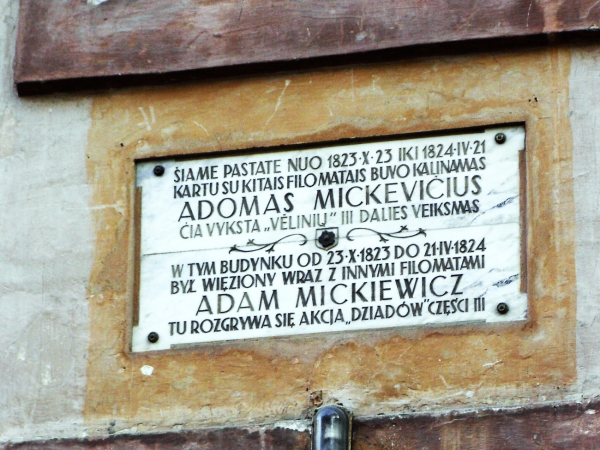 ŠIAME PASTATE NUO 1823·X·23 IKI 1824·IV·21
KARTU SU KITAIS FILOMATAIS BUVO KALINAMAS
ADOMAS MICKEVIČIUS
ČIA VYKSTA „VĖLINIŲ" III DALIES VEIKSMAS
W TYM BUDYNKU OD 23·X·1823 DO 21·IV·1824
BYŁ WIĘZIONY WRAZ Z INNYMI FILOMATAMI
ADAM MICKIEWICZ
TU ROZGRYWA SIĘ AKCJA „DZIADÓW" CZĘŚCI III